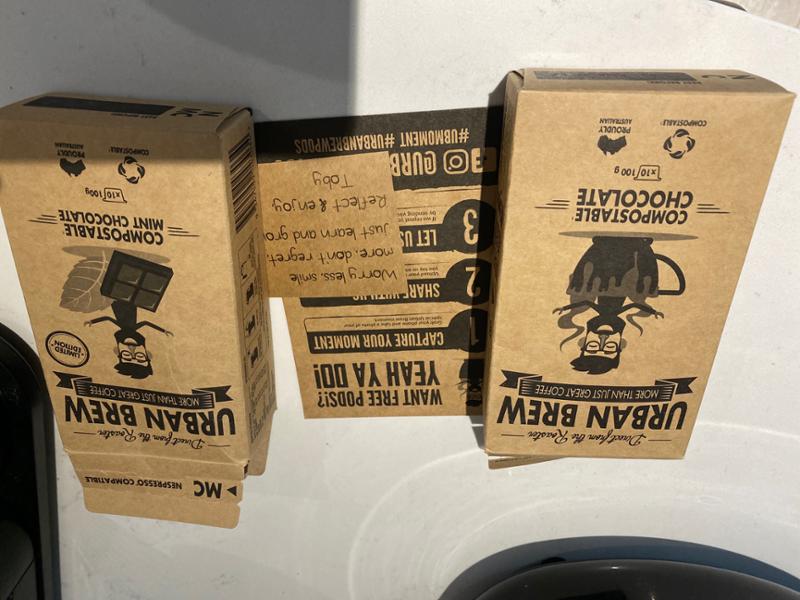 Direct from the Roaster
URBAN BREW
MORE THAN JUST GREAT COFFEE
LIMITED EDITION
COMPOSTABLE
MINT CHOCOLATE
x10/100g
PROUDLY
AUSTRALIAN
COMPOSTABLE
MC
NESPRESSO COMPATIBLE
WANT FREE PODS?!
YEAH YA DO!
1
CAPTURE YOUR MOMENT
2
SHARE WITH US
3
LET US
#UBMOMENT #URBANBREWPODS
Worry less, smile
more, don't regret,
just learn and
Reflect & enjoy
Toby
Direct from the Roaster
URBAN BREW
MORE THAN JUST GREAT COFFEE
COMPOSTABLE
CHOCOLATE
x10/100g
PROUDLY
AUSTRALIAN
COMPOSTABLE